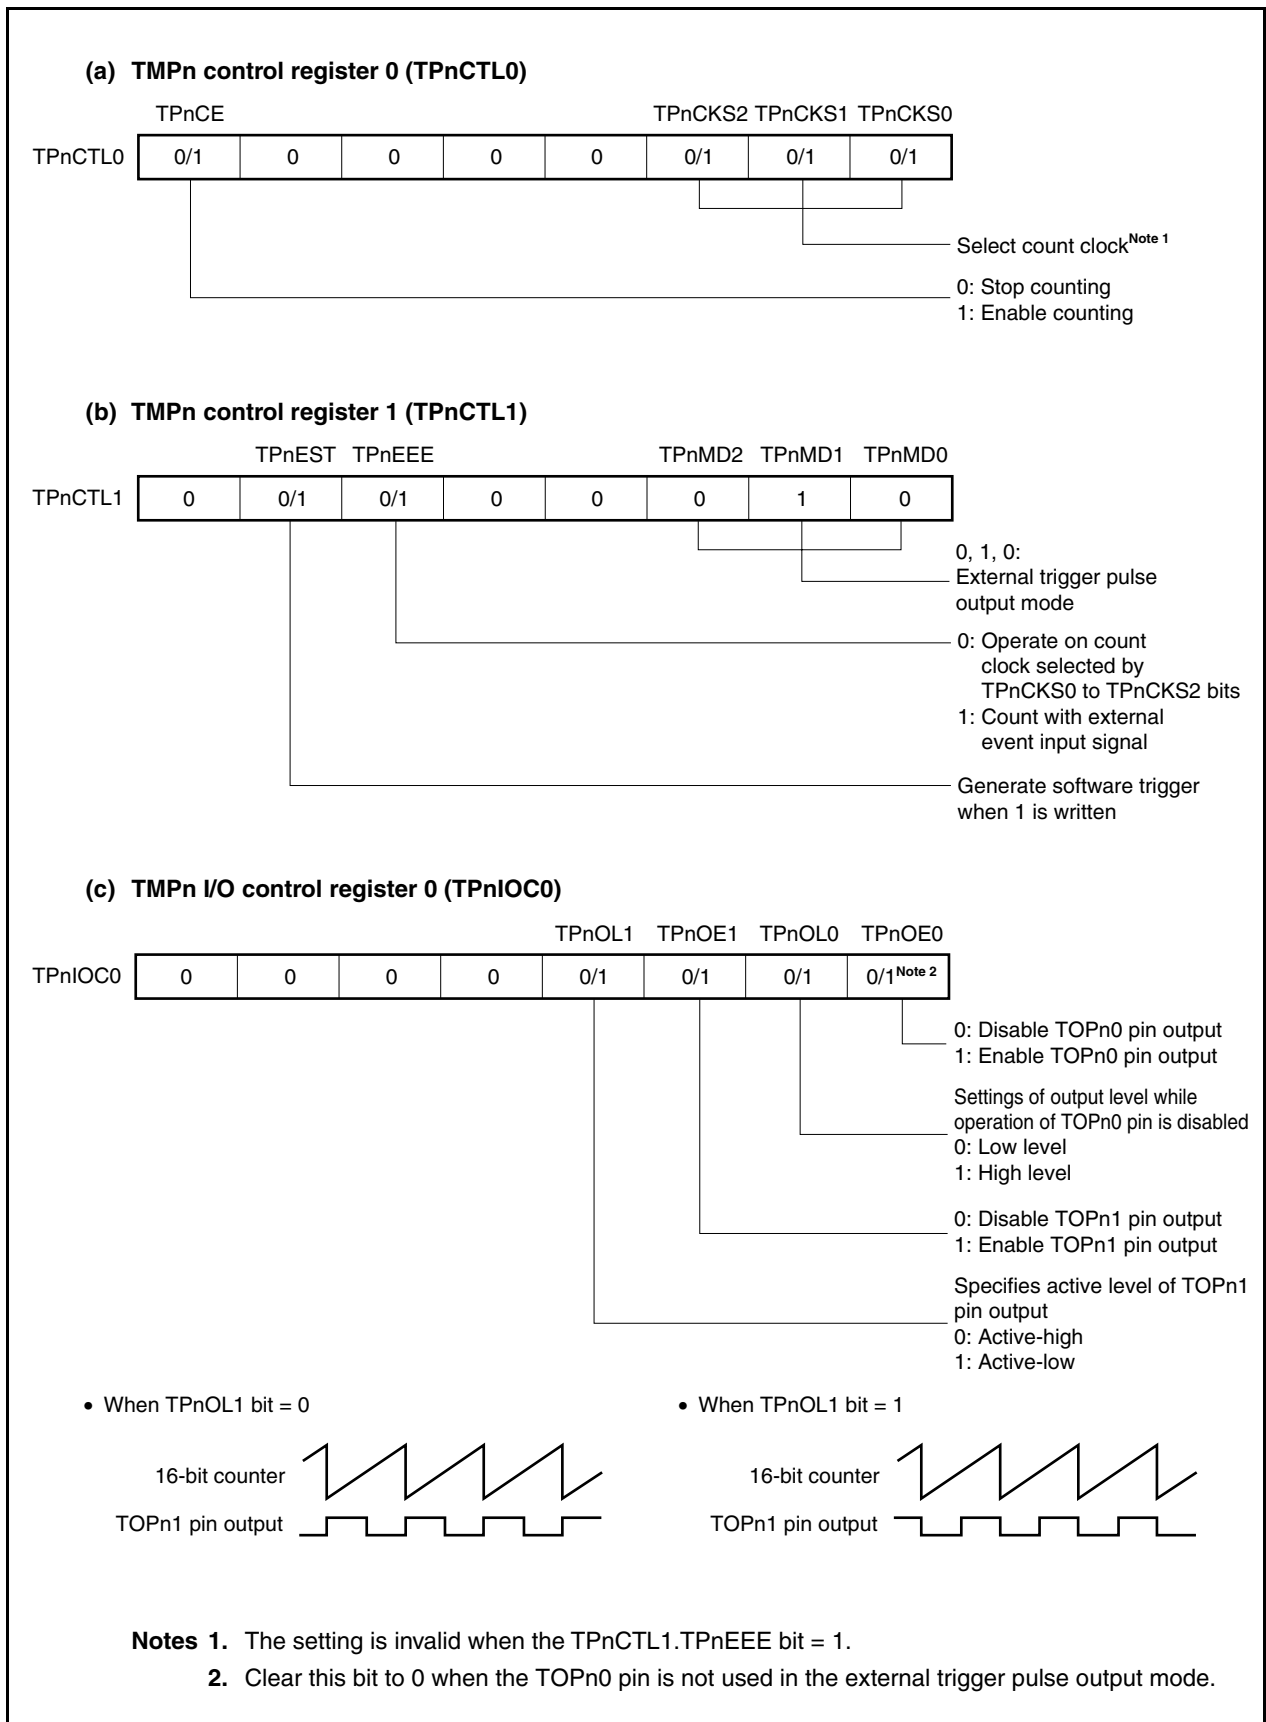 (a) TMPn control register 0 (TPnCTL0)
TPnCE TPnCKS2 TPnCKS1 TPnCKS0
TPnCTL0 0/1 0 0 0 0 0/1 0/1 0/1
Select count clock Note 1
0: Stop counting
1: Enable counting
(b) TMPn control register 1 (TPnCTL1)
TPnEST TPnEEE TPnMD2 TPnMD1 TPnMD0
TPnCTL1 0 0/1 0/1 0 0 0 1 0
0, 1, 0:
External trigger pulse
output mode
0: Operate on count
clock selected by
TPnCKS0 to TPnCKS2 bits
1: Count with external
event input signal
Generate software trigger
when 1 is written
(c) TMPn I/O control register 0 (TPnIOC0)
TPnOL1 TPnOE1 TPnOL0 TPnOE0
TPnIOC0 0 0 0 0 0/1 0/1 0/1 0/1 Note 2
0: Disable TOPn0 pin output
1: Enable TOPn0 pin output
Settings of output level while
operation of TOPn0 pin is disabled
0: Low level
1: High level
0: Disable TOPn1 pin output
1: Enable TOPn1 pin output
Specifies active level of TOPn1
pin output
0: Active-high
1: Active-low
• When TPnOL1 bit = 0 • When TPnOL1 bit = 1
16-bit counter 16-bit counter
TOPn1 pin output TOPn1 pin output
Notes 1. The setting is invalid when the TPnCTL1.TPnEEE bit = 1.
2. Clear this bit to 0 when the TOPn0 pin is not used in the external trigger pulse output mode.